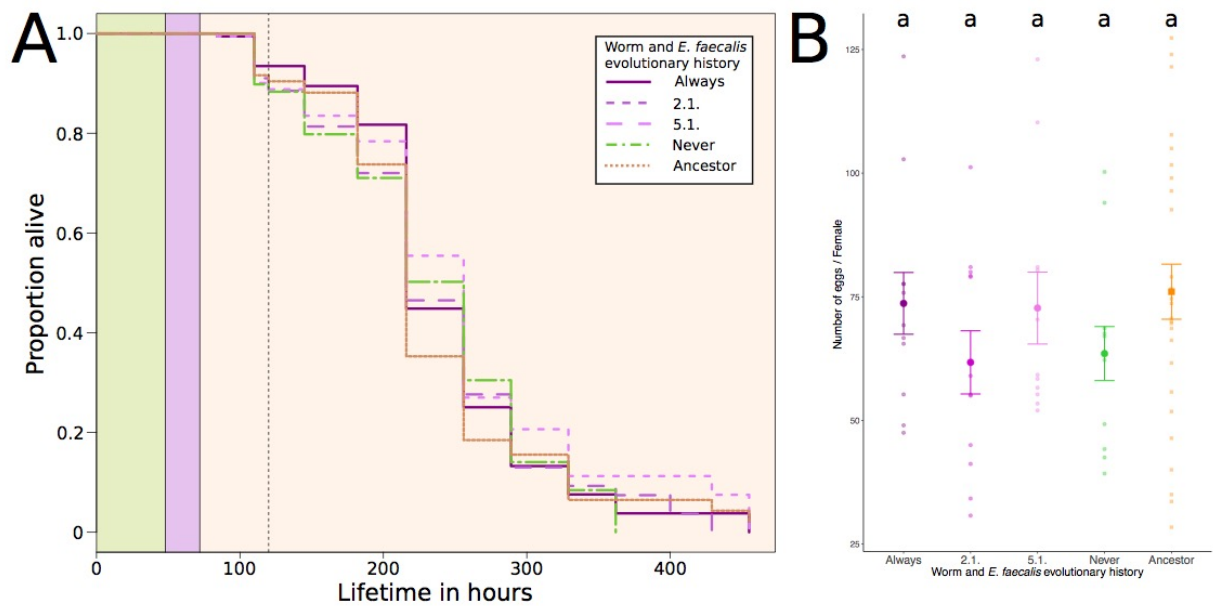 A
1.0
0.8
0.6
0.4
0.2
0
Proportion alive
0
100
200
300
400
Lifetime in hours
Worm and E. faecalis
evolutionary history
Always
2.1.
5.1.
Never
Ancestor
B
a a a a a
125
100
75
50
25
Number of eggs / Female
Always 2.1. 5.1. Never Ancestor
Worm and E. faecalis evolutionary history